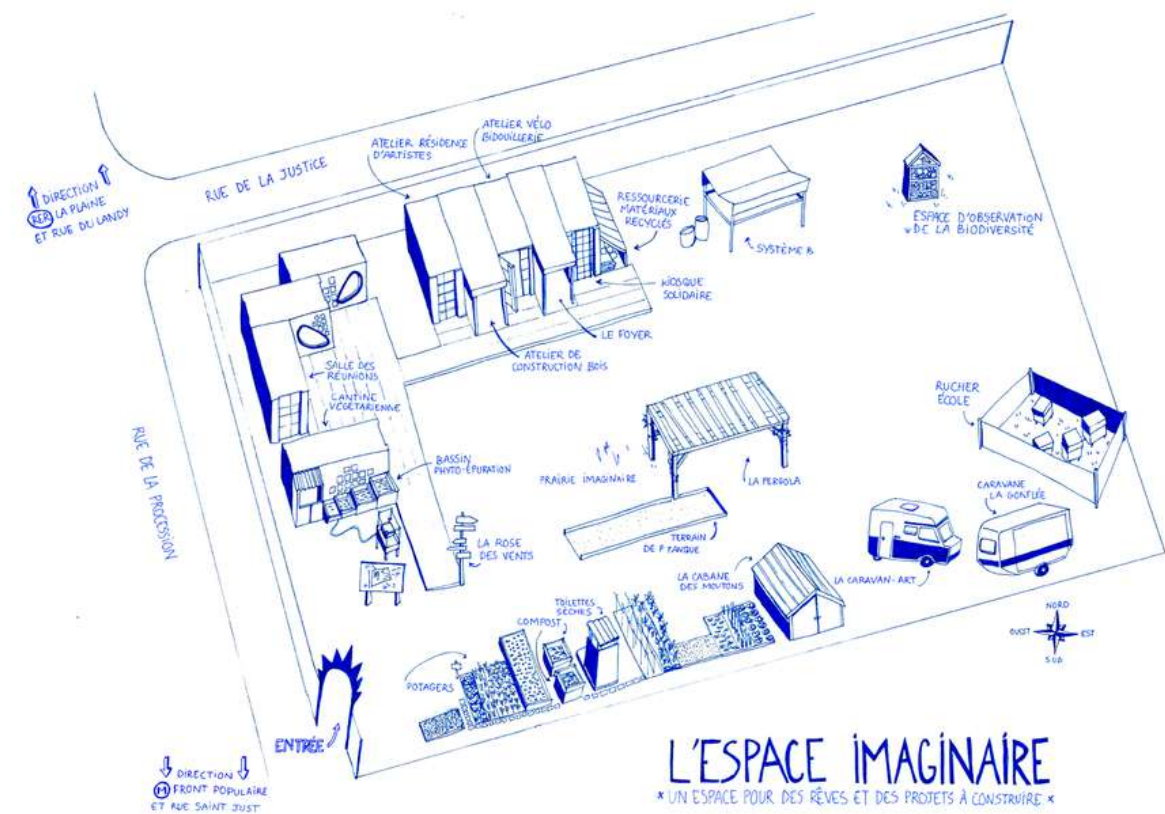 ATELIER VÉLO
BIDOUILLERIE
ATELIER RÉSIDENCE
D'ARTISTES
RUE DE LA JUSTICE
DIRECTION
RER LA PLAINE
ET RUE DU LANDY
RESSOURCERIE
MATÉRIAUX
RECYCLÉS
SYSTÈME B
ESPACE D'OBSERVATION
DE LA BIODIVERSITÉ
KIOSQUE
SOLIDAIRE
LE FOYER
ATELIER DE
CONSTRUCTION BOIS
SALLE DES
RÉUNIONS
CANTINE
VÉGÉTARIENNE
RUCHER
ÉCOLE
RUE DE LA PROCESSION
BASSIN
PHYTO-ÉPURATION
PRAIRIE IMAGINAIRE
LA PERGOLA
CARAVANE
LA GONFLÉE
LA ROSE
DES VENTS
TERRAIN
DE P TANQUE
LA CABANE
DES MOUTONS
LA CARAVAN-ART
TOILETTES
SÈCHES
COMPOST
NORD
OUEST
EST
SUD
POTAGERS
ENTRÉE
DIRECTION
M FRONT POPULAIRE
ET RUE SAINT JUST
L'ESPACE IMAGINAIRE
* UN ESPACE POUR DES RÊVES ET DES PROJETS À CONSTRUIRE *